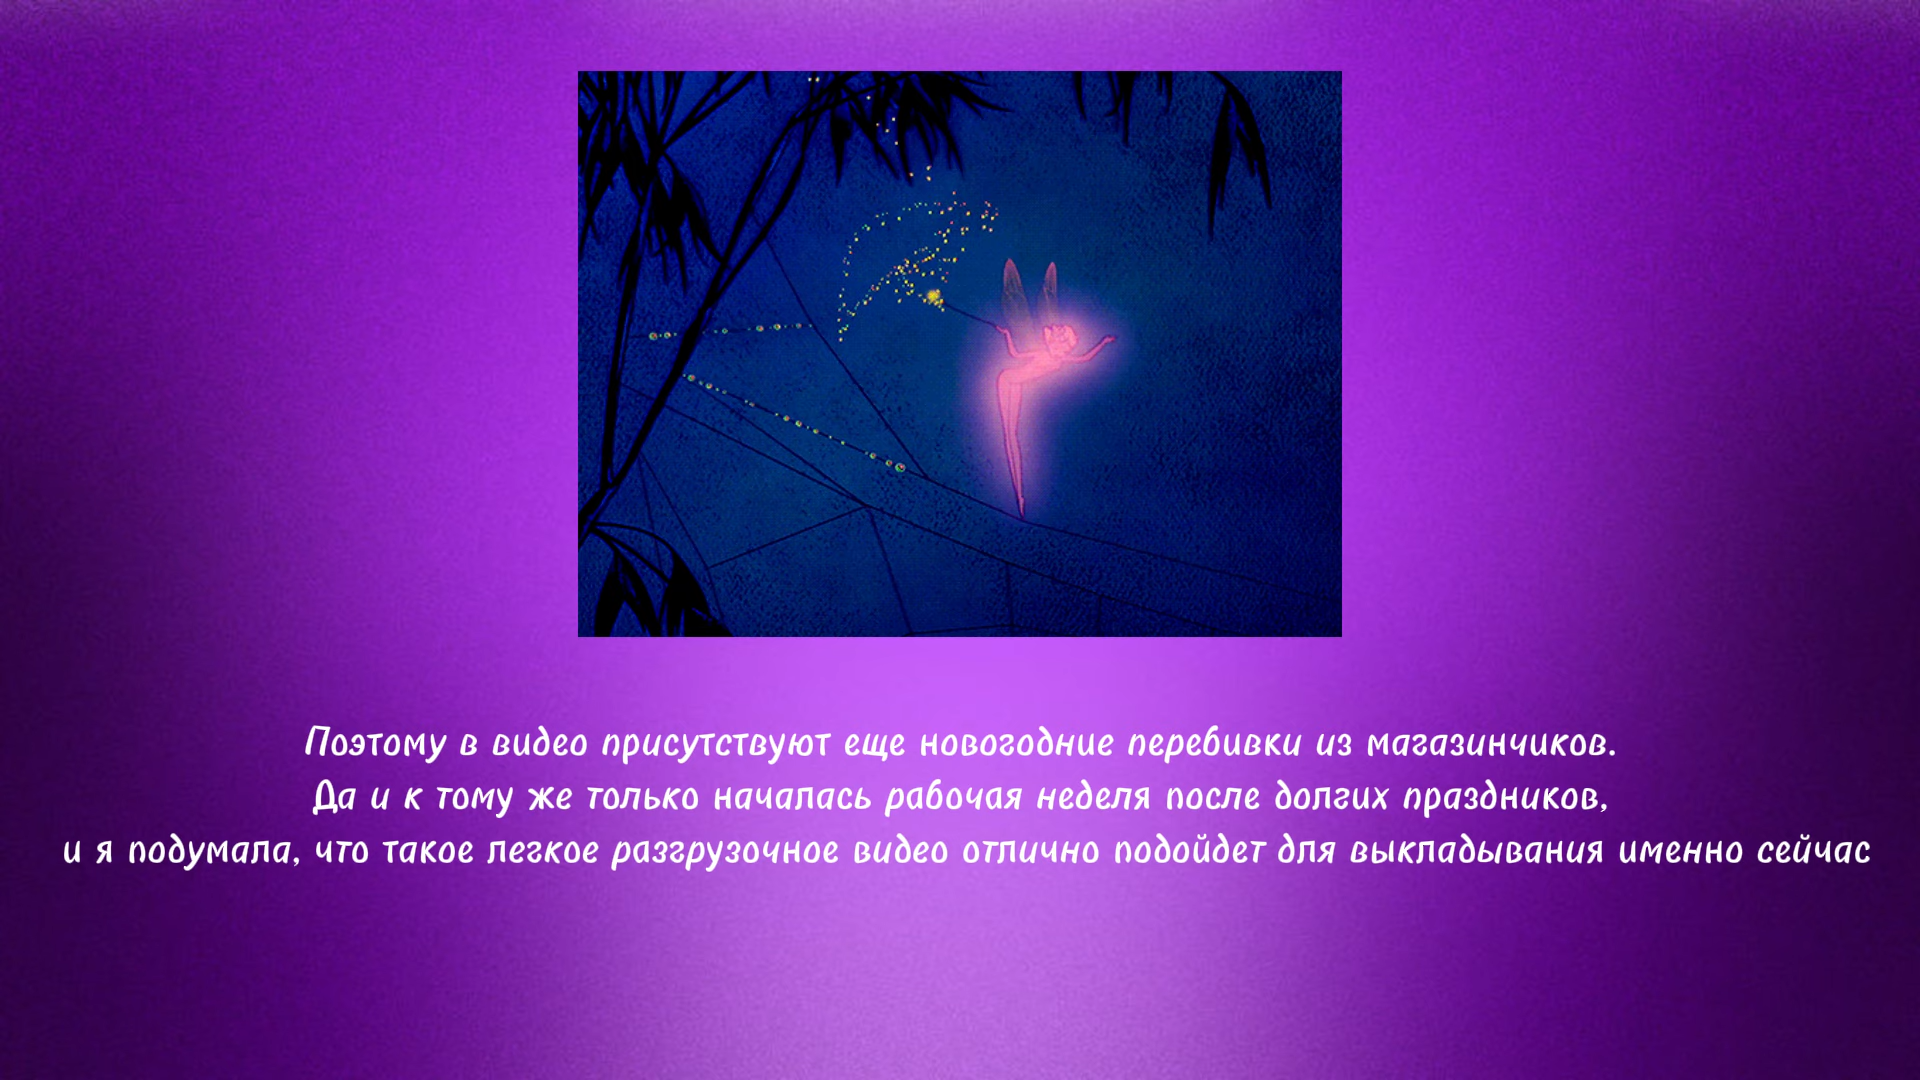 Поэтому в видео присутствуют еще новогодние перебивки из магазинчиков.
Да и к тому же только началась рабочая неделя после долгих праздников,
и я подумала, что такое легкое разгрузочное видео отлично подойдет для выкладывания именно сейчас